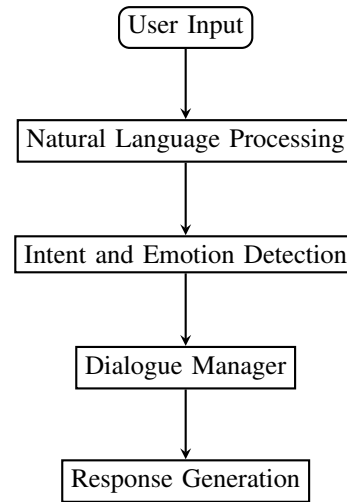 User Input
Natural Language Processing
Intent and Emotion Detection
Dialogue Manager
Response Generation